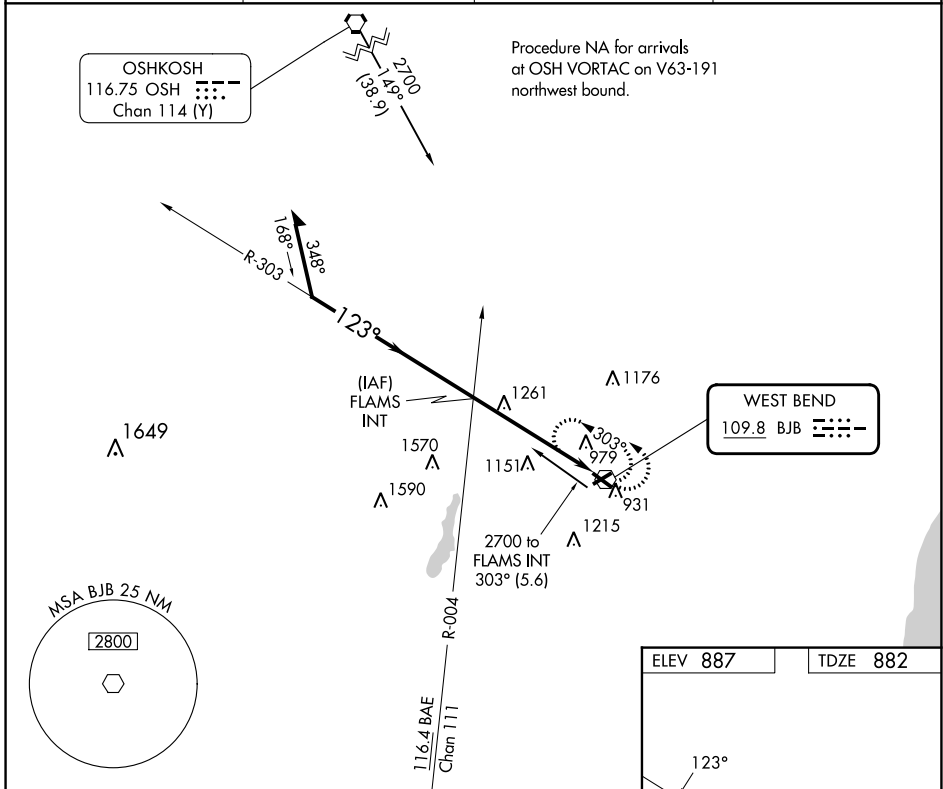 OSHKOSH
116.75 OSH
Chan 114 (Y)
2700
149°
(38.9)
Procedure NA for arrivals
at OSH VORTAC on V63-191
northwest bound.
R-303
168°
348°
123°
(IAF)
FLAMS
INT
1261
1176
WEST BEND
109.8 BJB
1649
1570
1590
1151
303°
979
931
1215
2700 to
FLAMS INT
303° (5.6)
R-004
116.4 BAE
Chan 111
MSA BJB 25 NM
2800
ELEV 887
TDZE 882
123°